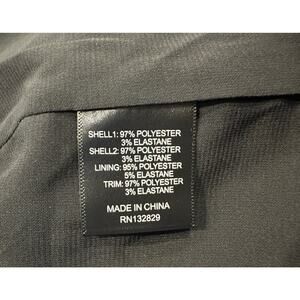 SHELL1: 97% POLYESTER
3% ELASTANE
SHELL2: 97% POLYESTER
3% ELASTANE
LINING: 95% POLYESTER
5% ELASTANE
TRIM: 97% POLYESTER
3% ELASTANE
MADE IN CHINA
RN132829